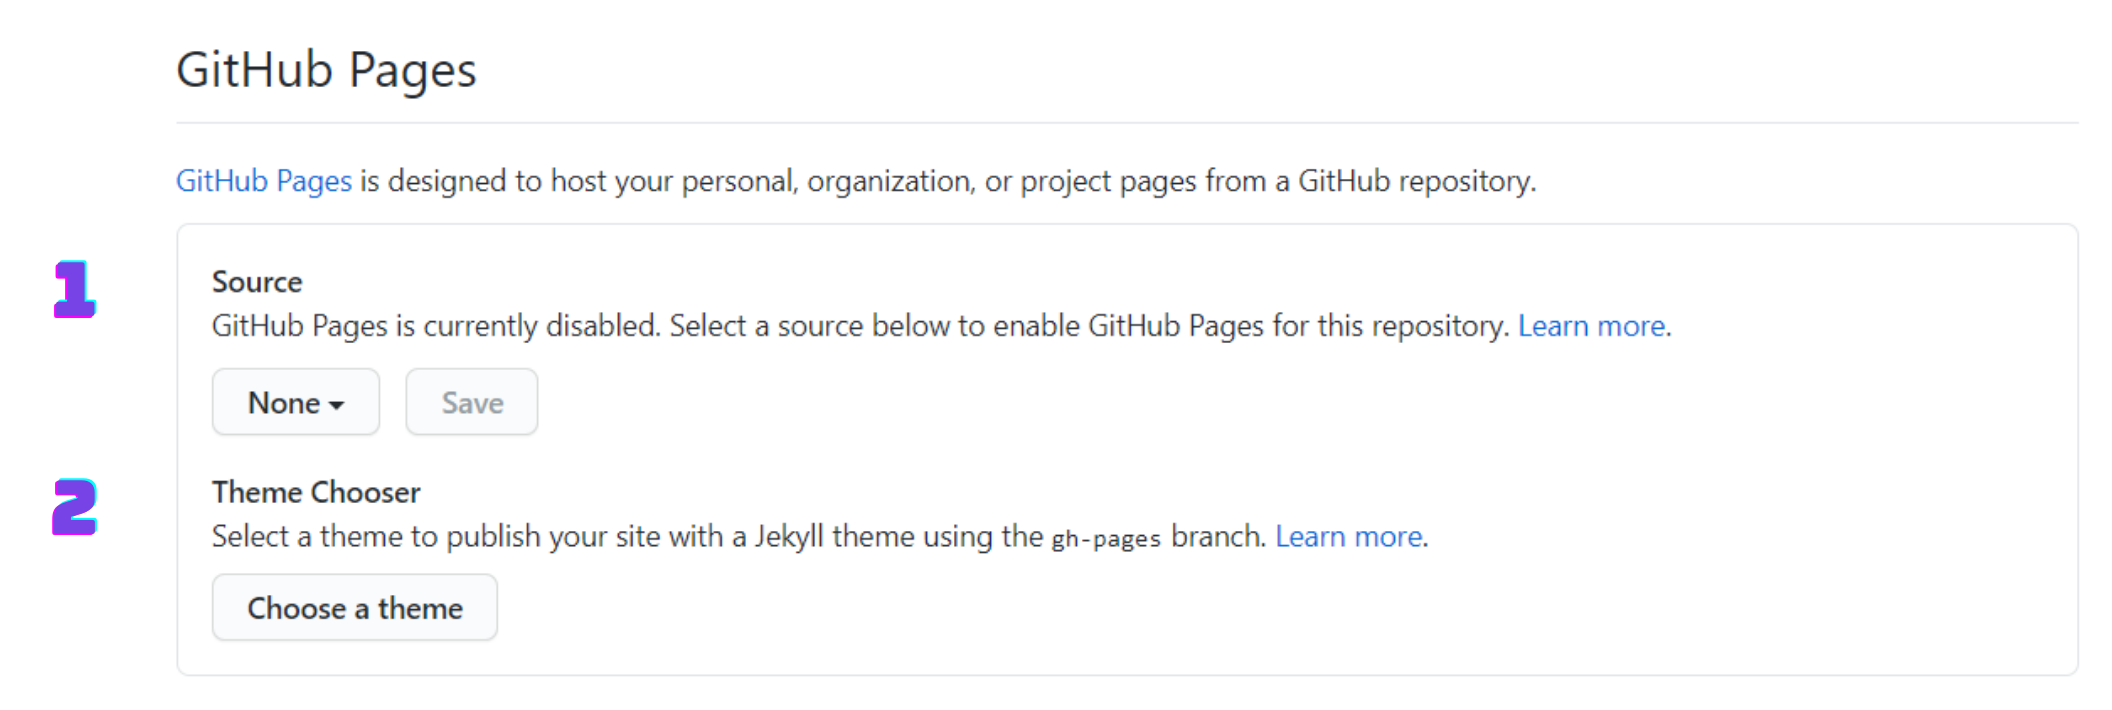 GitHub Pages
GitHub Pages is designed to host your personal, organization, or project pages from a GitHub repository.
1
Source
GitHub Pages is currently disabled. Select a source below to enable GitHub Pages for this repository. Learn more.
None Save
2
Theme Chooser
Select a theme to publish your site with a Jekyll theme using the gh-pages branch. Learn more.
Choose a theme